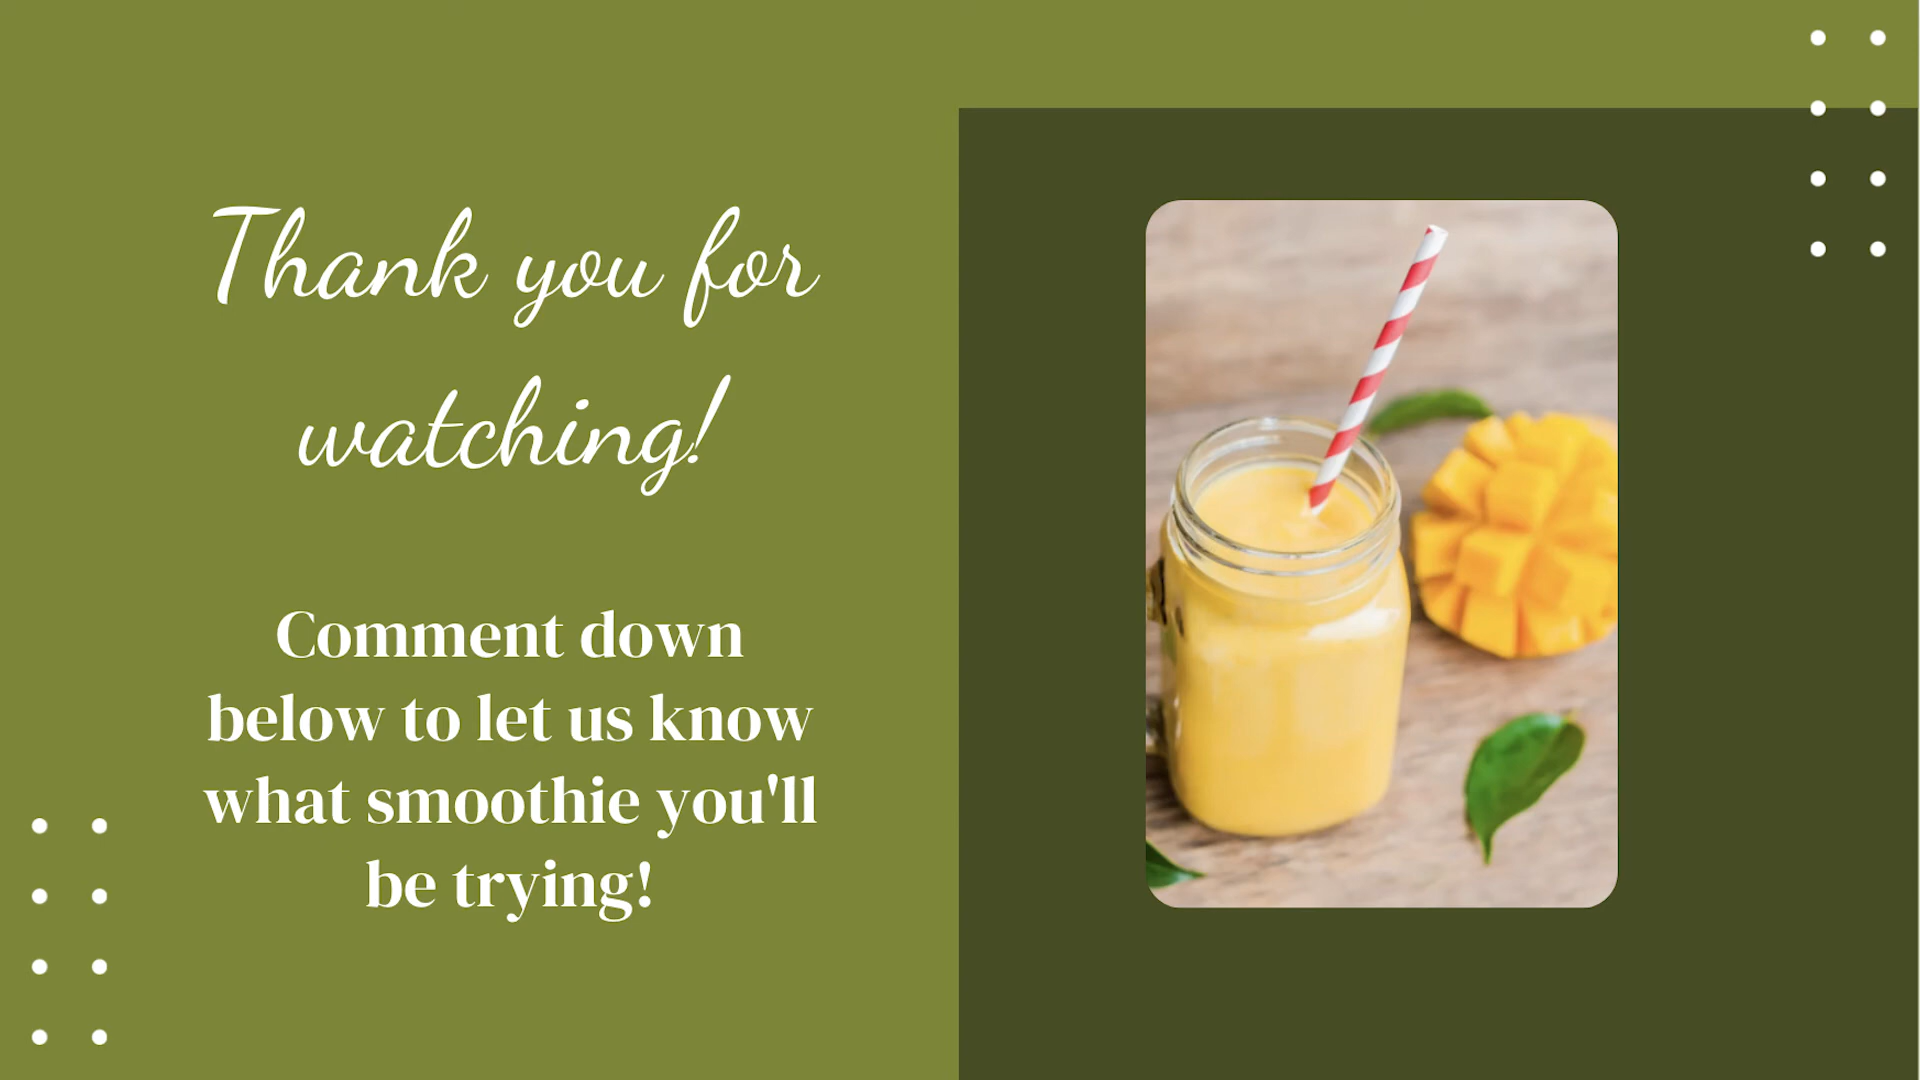 Thank you for
watching!
Comment down
below to let us know
what smoothie you'll
be trying!